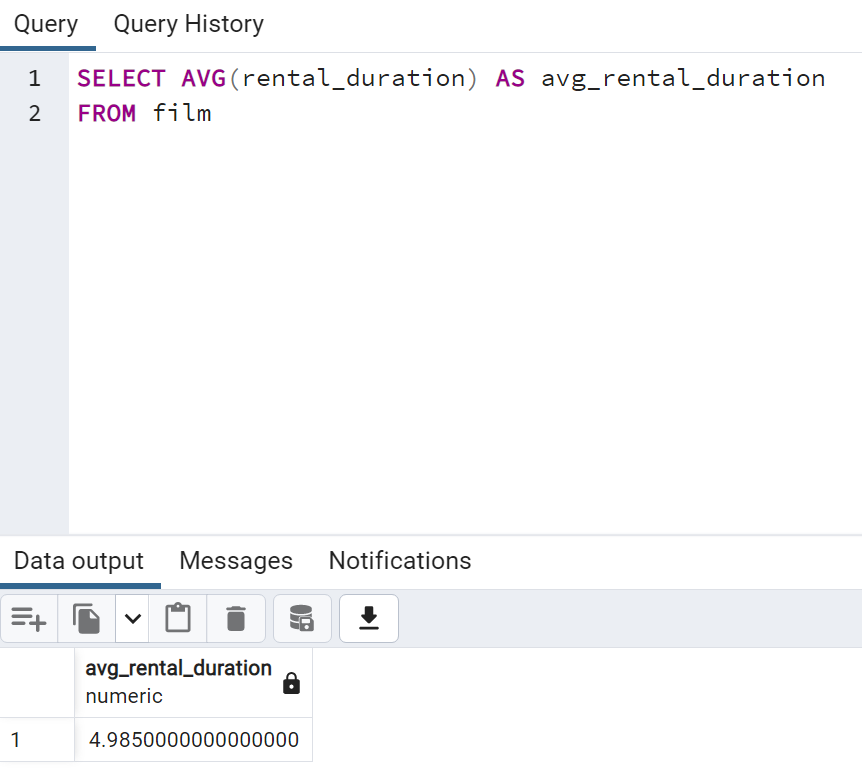 Query Query History
1 SELECT AVG(rental_duration) AS avg_rental_duration
2 FROM film
Data output Messages Notifications
avg_rental_duration
numeric
1 4.9850000000000000